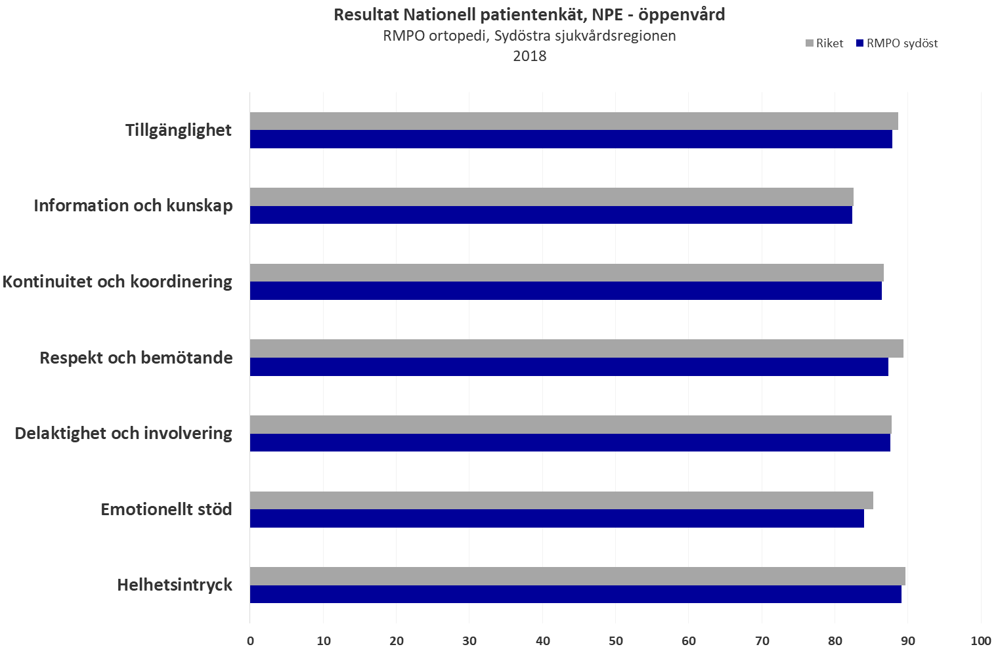 Resultat Nationell patientenkät, NPE - öppenvård
RMPO ortopedi, Sydöstra sjukvårdsregionen
2018
Riket RMPO sydöst
Tillgänglighet
Information och kunskap
Kontinuitet och koordinering
Respekt och bemötande
Delaktighet och involvering
Emotionellt stöd
Helhetsintryck
0 10 20 30 40 50 60 70 80 90 100